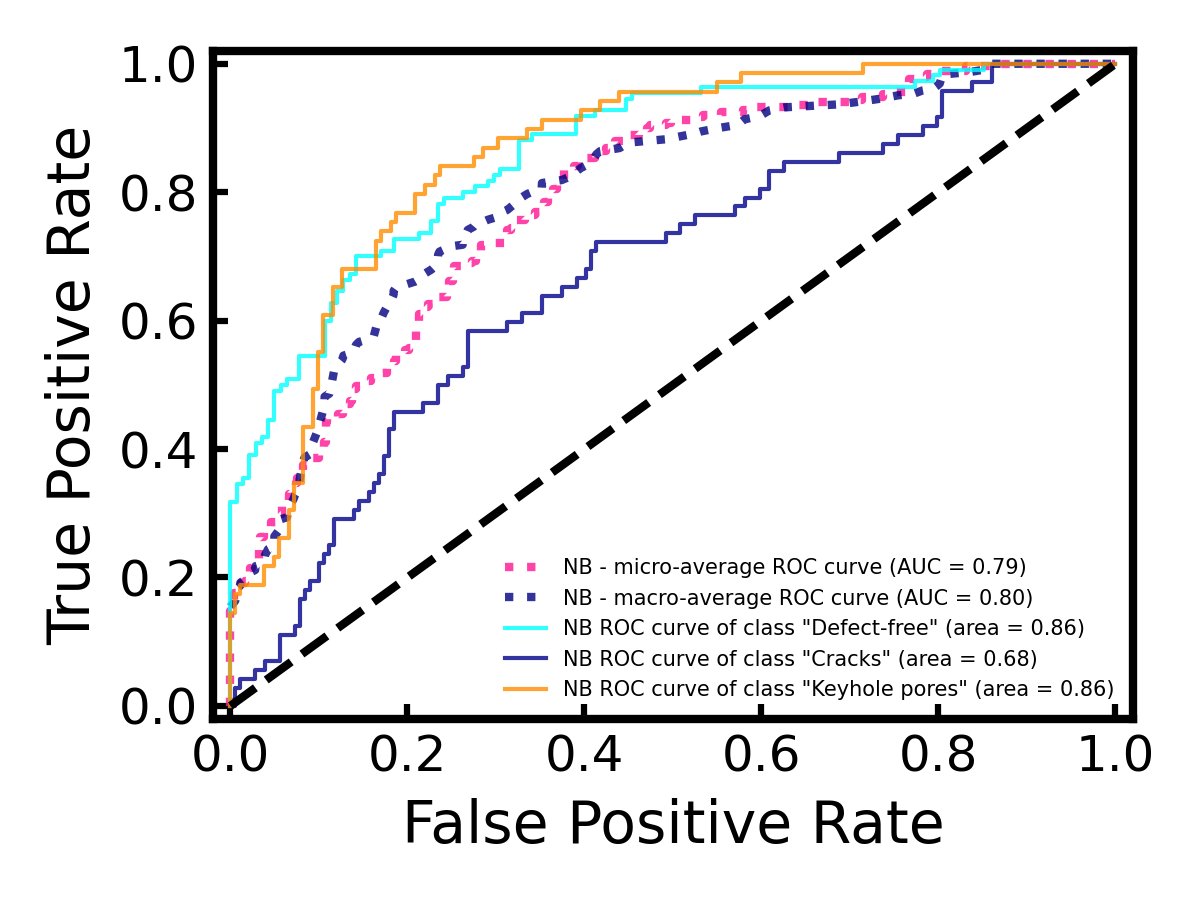 True Positive Rate
1.0
0.8
0.6
0.4
0.2
0.0
NB - micro-average ROC curve (AUC = 0.79)
NB - macro-average ROC curve (AUC = 0.80)
NB ROC curve of class "Defect-free" (area = 0.86)
NB ROC curve of class "Cracks" (area = 0.68)
NB ROC curve of class "Keyhole pores" (area = 0.86)
0.0 0.2 0.4 0.6 0.8 1.0
False Positive Rate